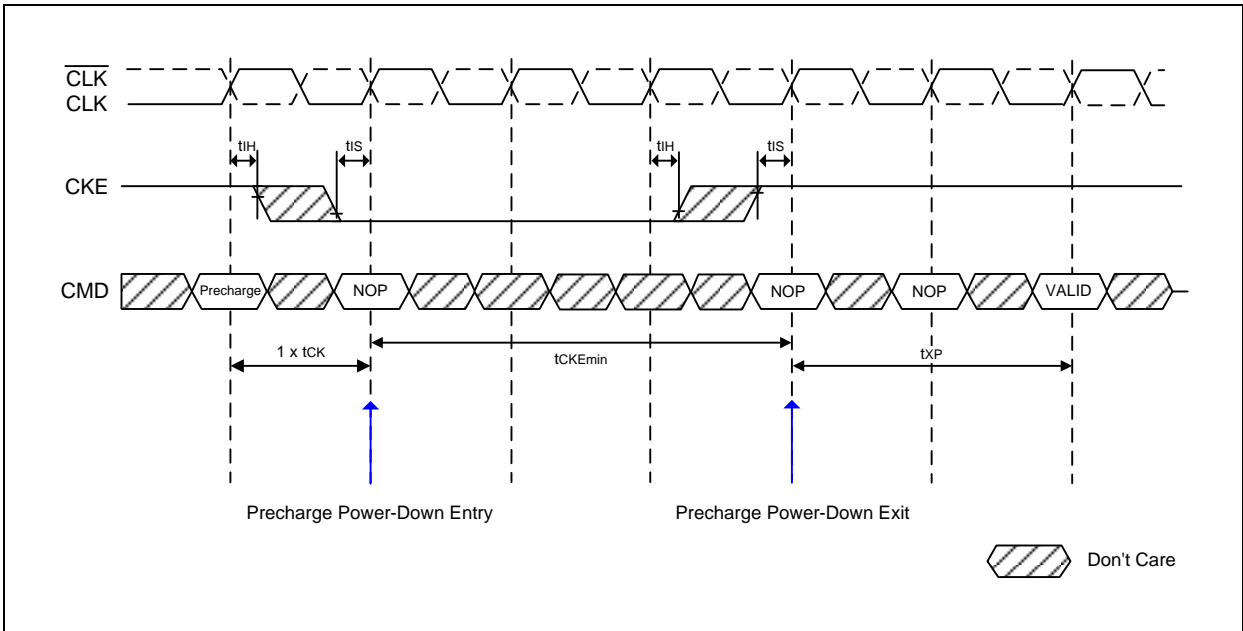 CLK
CLK
tIH
tIS
tIH
tIS
CKE
CMD
Precharge
NOP
NOP
NOP
VALID
1 x tCK
tCKEmin
tXP
Precharge Power-Down Entry
Precharge Power-Down Exit
Don't Care